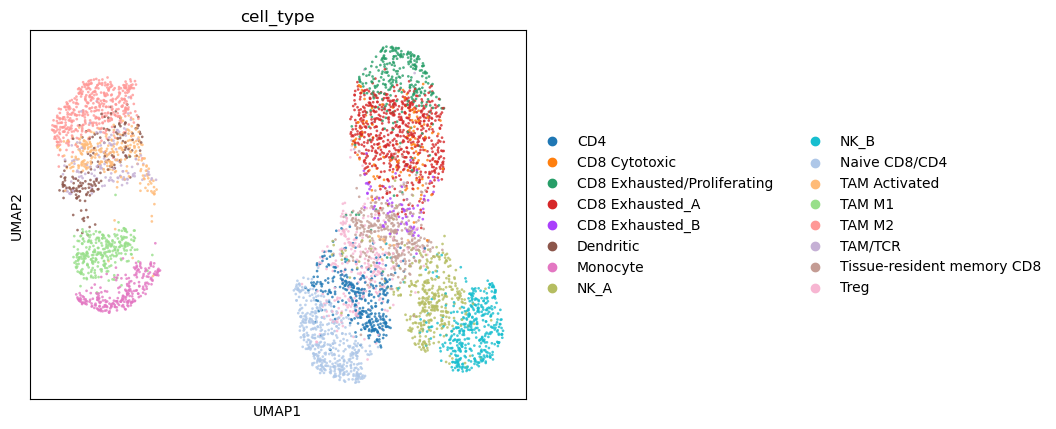 cell_type
UMAP2
UMAP1
CD4
CD8 Cytotoxic
CD8 Exhausted/Proliferating
CD8 Exhausted_A
CD8 Exhausted_B
Dendritic
Monocyte
NK_A
NK_B
Naive CD8/CD4
TAM Activated
TAM M1
TAM M2
TAM/TCR
Tissue-resident memory CD8
Treg